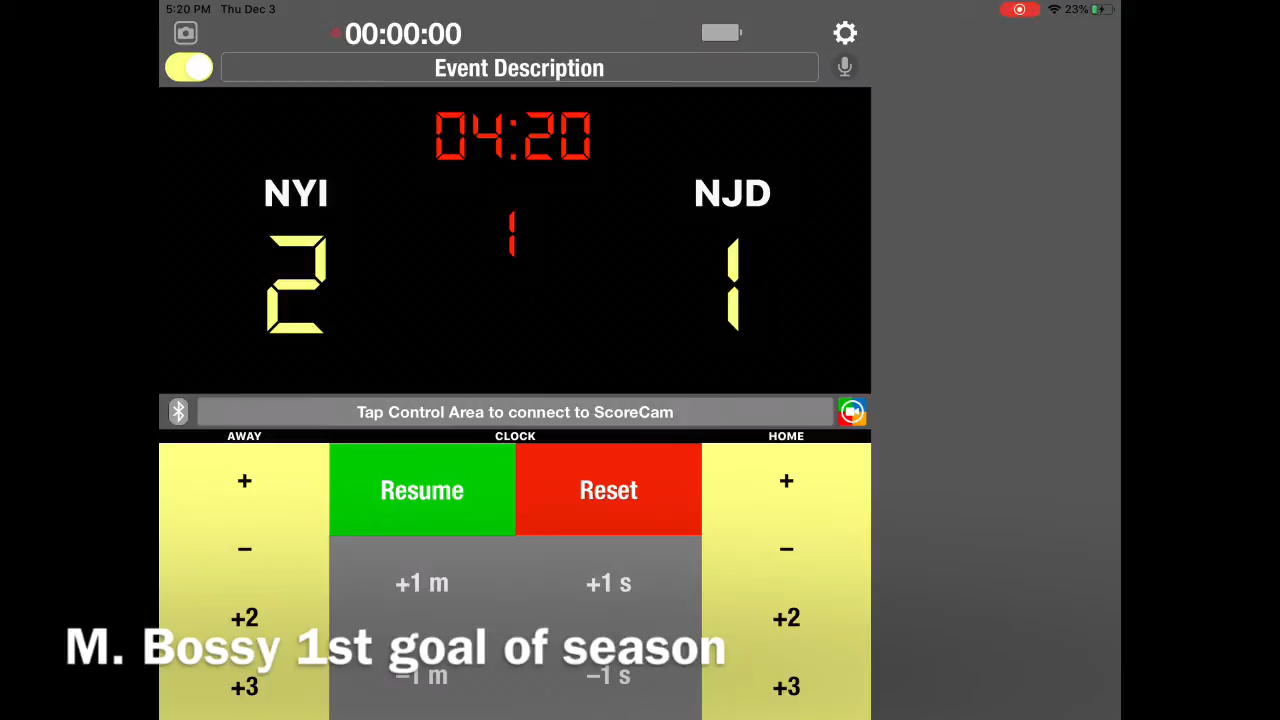 5:20 PM Thu Dec 3
23%
00:00:00
Event Description
04:20
NYI
NJD
1
2
1
Tap Control Area to connect to ScoreCam
AWAY
CLOCK
HOME
+
Resume
Reset
+
−
−
+1 m
+1 s
+2
+2
M. Bossy 1st goal of season
−1 m
−1 s
+3
+3